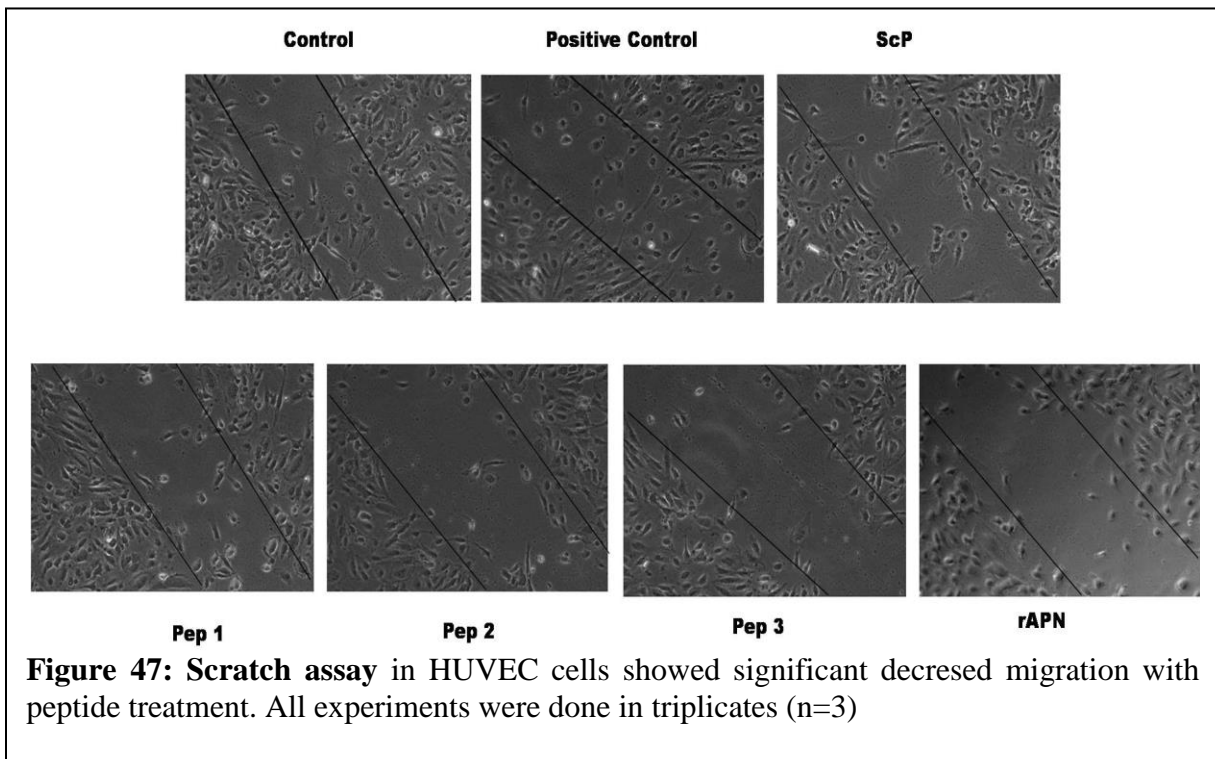 Control Positive Control ScP
Pep 1 Pep 2 Pep 3 rAPN
Figure 47: Scratch assay in HUVEC cells showed significant decresed migration with
peptide treatment. All experiments were done in triplicates (n=3)